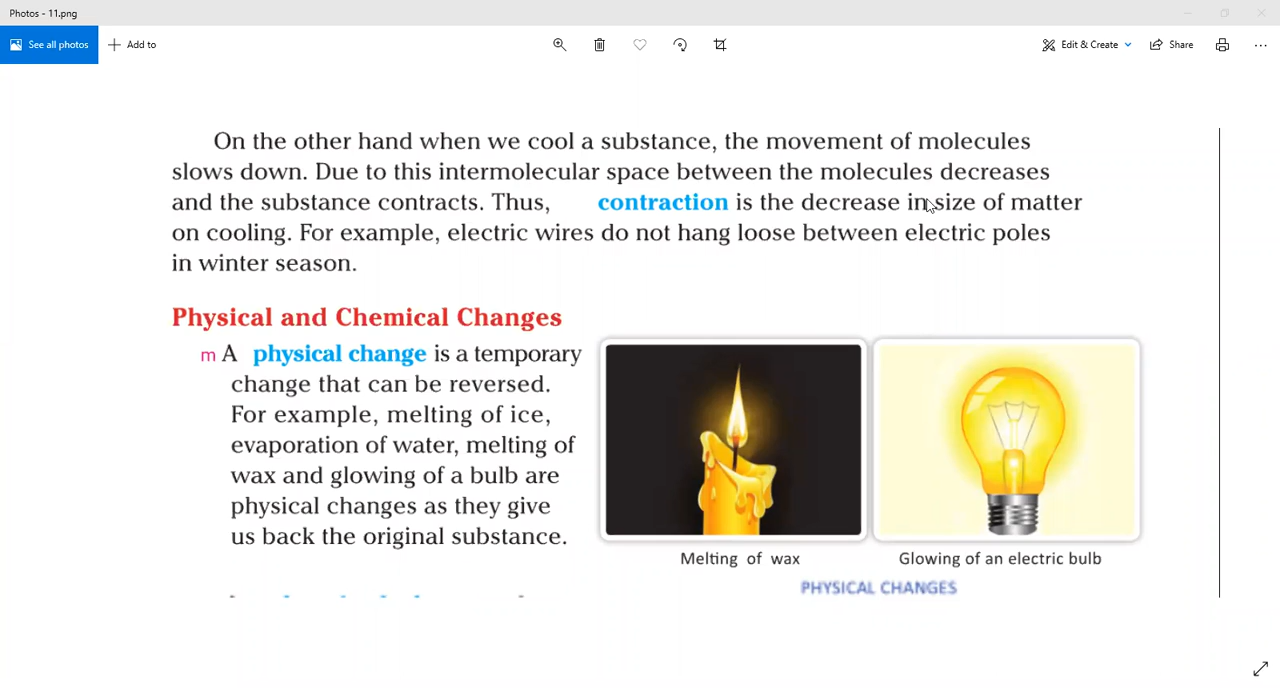 Photos - 11.png
See all photos
Add to
Edit & Create
Share
On the other hand when we cool a substance, the movement of molecules
slows down. Due to this intermolecular space between the molecules decreases
and the substance contracts. Thus, contraction is the decrease in size of matter
on cooling. For example, electric wires do not hang loose between electric poles
in winter season.
Physical and Chemical Changes
m A physical change is a temporary
change that can be reversed.
For example, melting of ice,
evaporation of water, melting of
wax and glowing of a bulb are
physical changes as they give
us back the original substance.
Melting of wax
Glowing of an electric bulb
PHYSICAL CHANGES